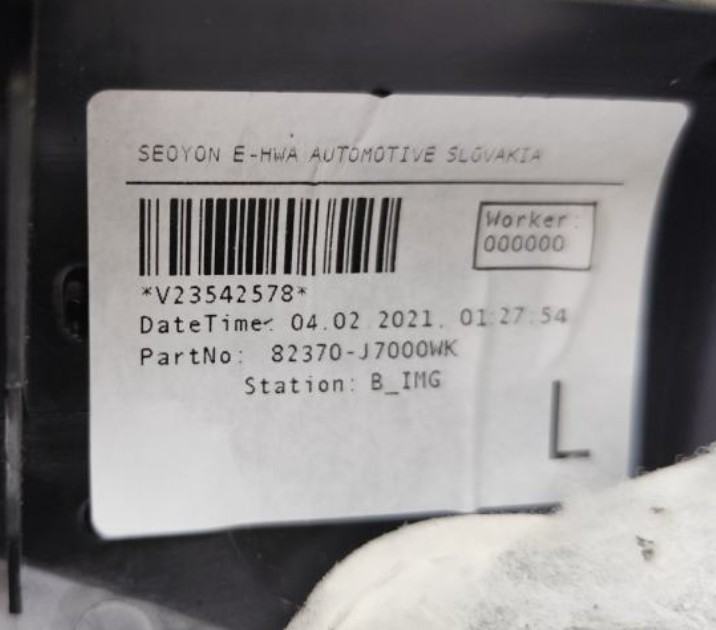 SEOYON E-HWA AUTOMOTIVE SLOVAKIA
Worker:
000000
*V23542578*
DateTime: 04.02.2021. 01:27:54
PartNo: 82370-J7000WK
Station: B_IMG
L